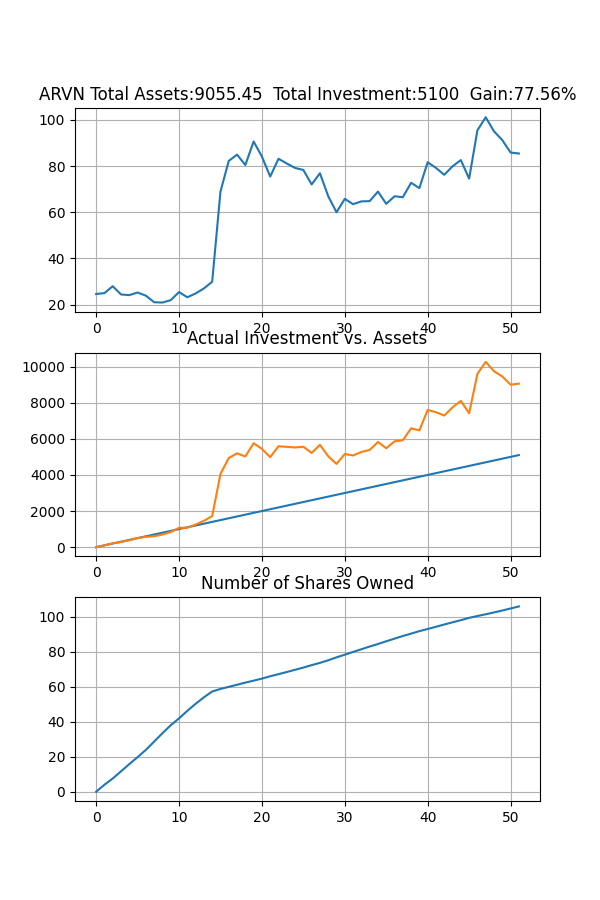 ARVN Total Assets:9055.45  Total Investment:5100  Gain:77.56%
100
80
60
40
20
0 10 20 30 40 50
Actual Investment vs. Assets
10000
8000
6000
4000
2000
0
0 10 20 30 40 50
Number of Shares Owned
100
80
60
40
20
0
0 10 20 30 40 50